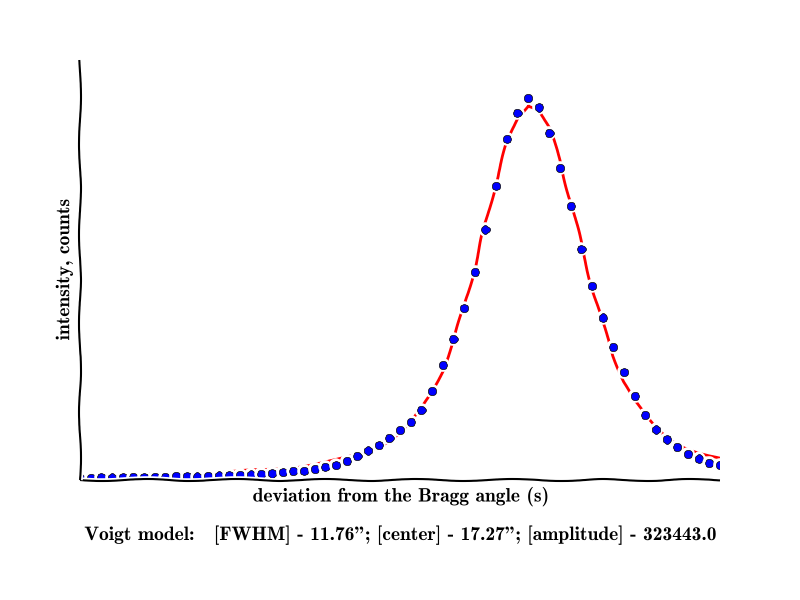 intensity, counts
deviation from the Bragg angle (s)
Voigt model: [FWHM] - 11.76”; [center] - 17.27”; [amplitude] - 323443.0